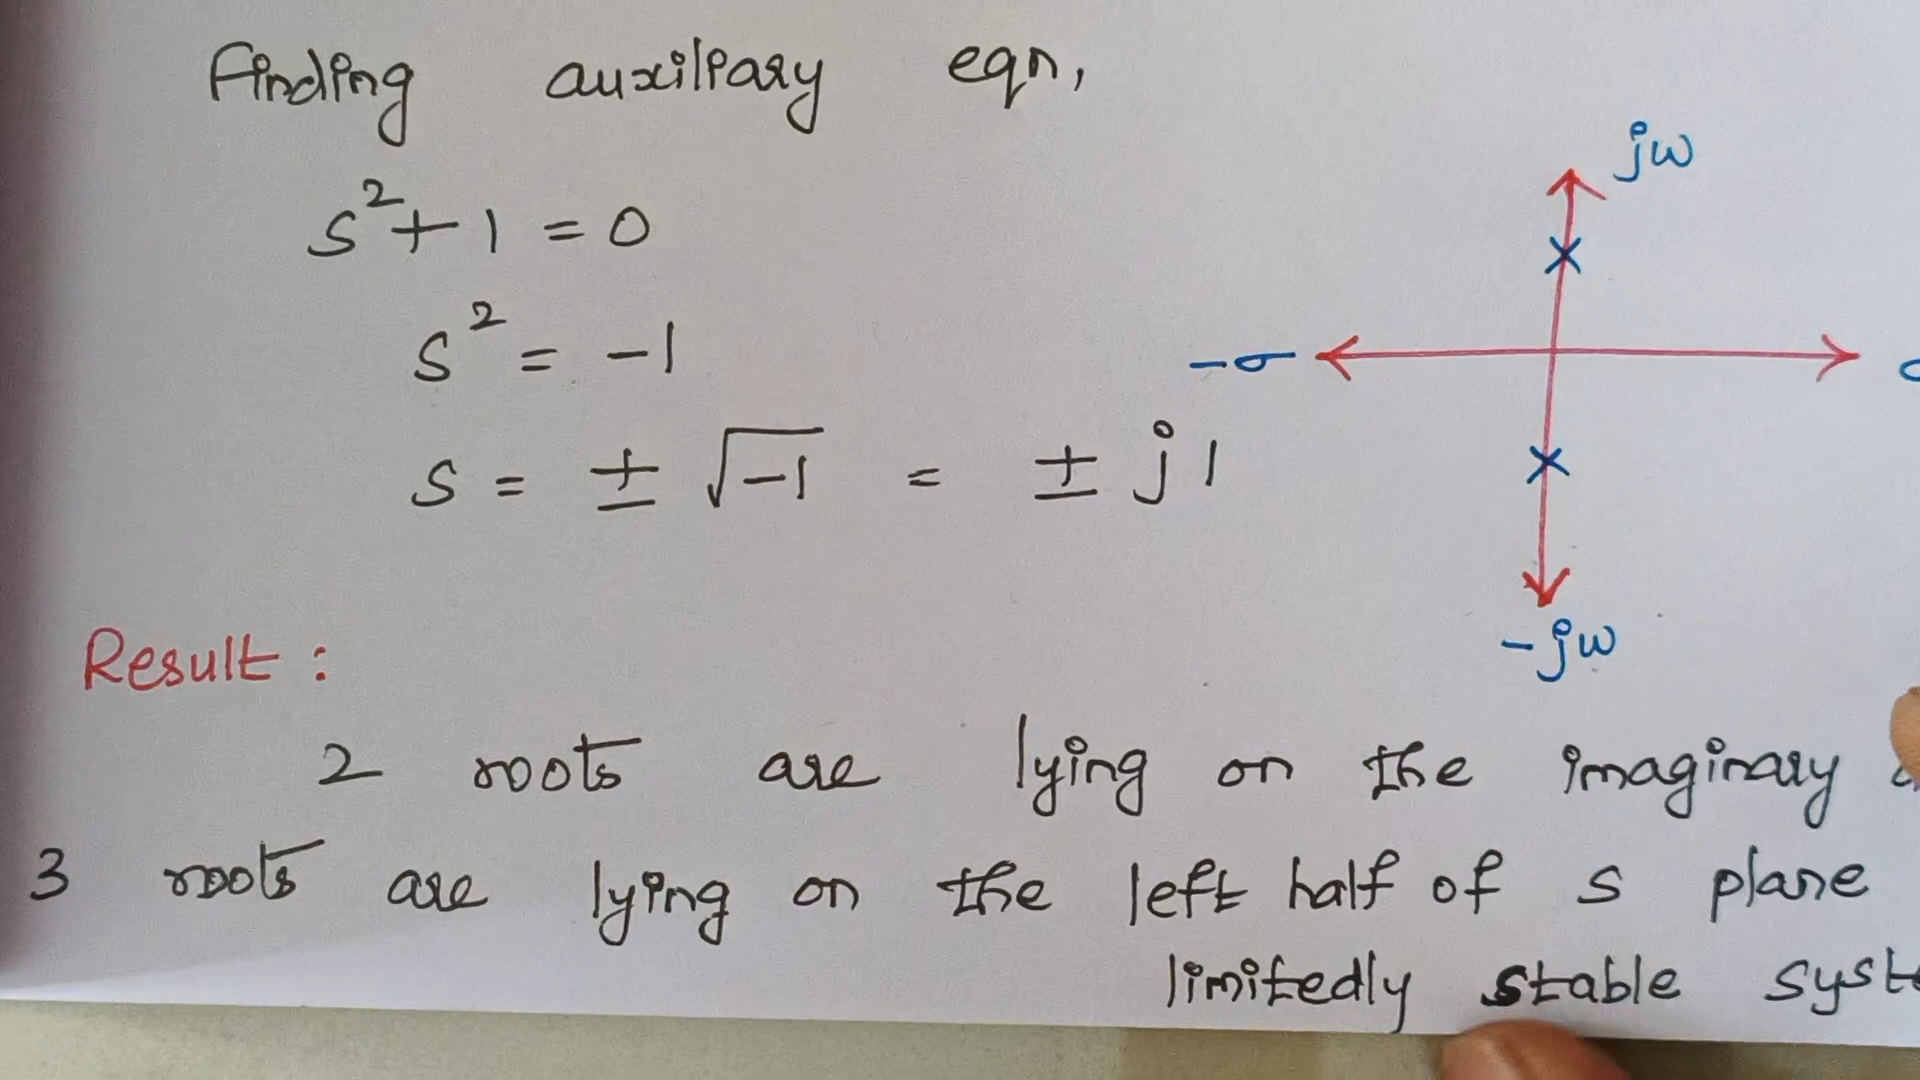 Finding auxiliary eqn,
s²+1 = 0
s² = -1
s = ± √-1 = ± j1
jω
-σ
-jω
Result :
2 roots are lying on the imaginary
3 roots are lying on the left half of s plane
limitedly stable